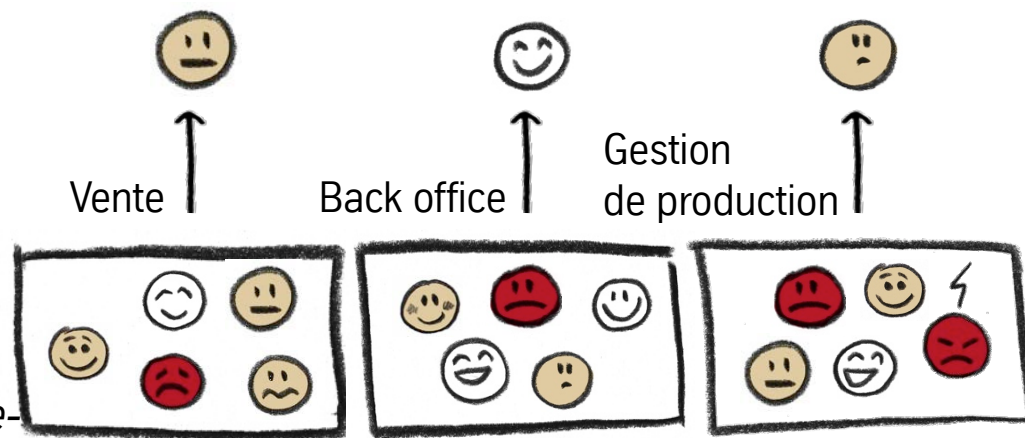 Vente
Back office
Gestion
de production
e-